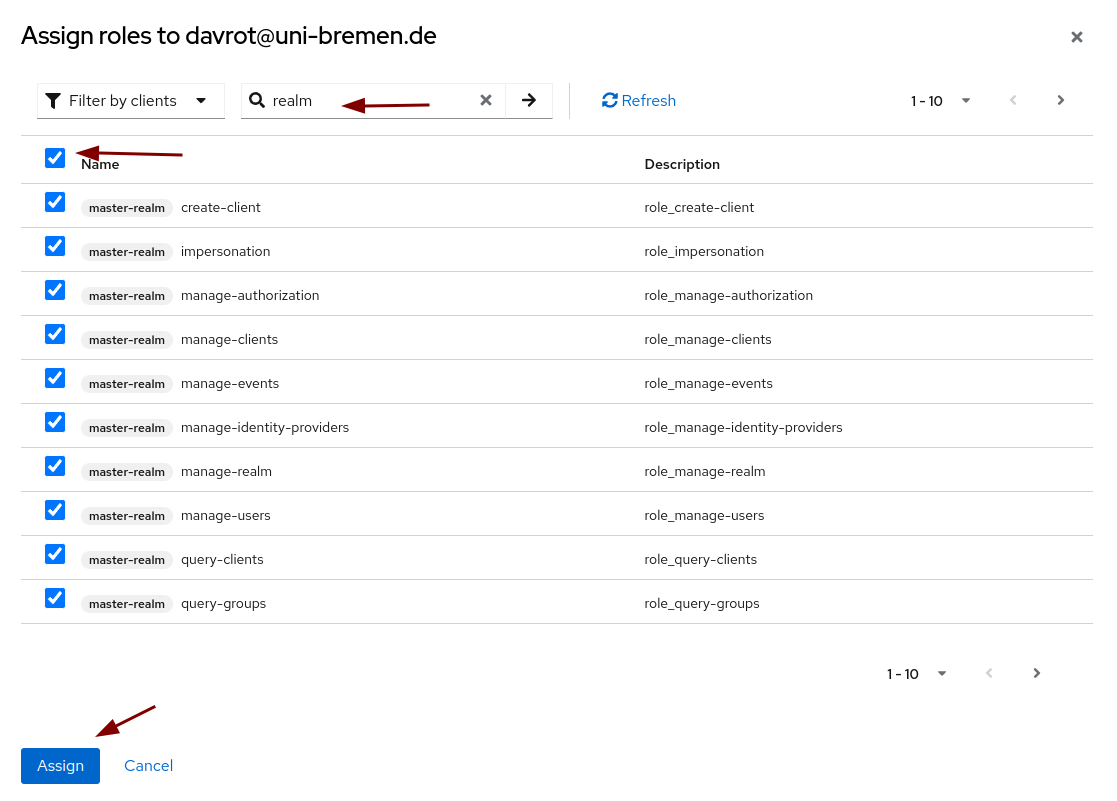 Assign roles to davrot@uni-bremen.de
Filter by clients realm Refresh 1 - 10
Name Description
master-realm create-client role_create-client
master-realm impersonation role_impersonation
master-realm manage-authorization role_manage-authorization
master-realm manage-clients role_manage-clients
master-realm manage-events role_manage-events
master-realm manage-identity-providers role_manage-identity-providers
master-realm manage-realm role_manage-realm
master-realm manage-users role_manage-users
master-realm query-clients role_query-clients
master-realm query-groups role_query-groups
1 - 10
Assign Cancel